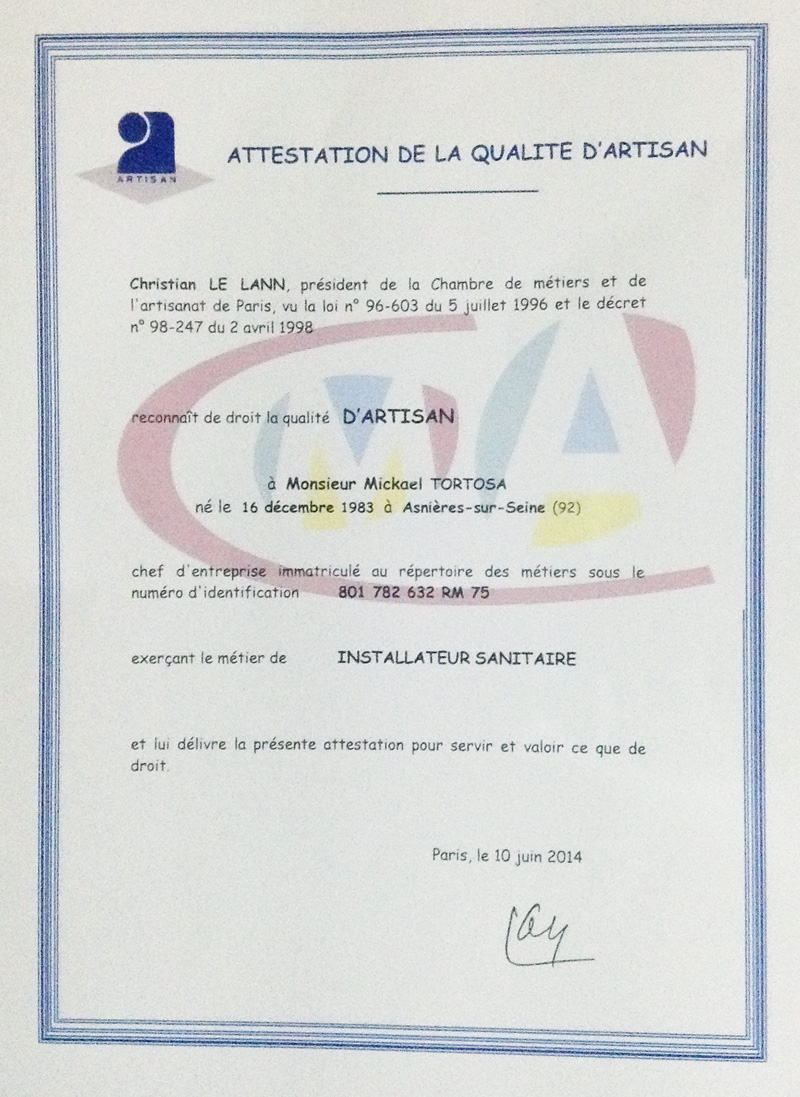 ARTISAN
ATTESTATION DE LA QUALITE D'ARTISAN
Christian LE LANN, président de la Chambre de métiers et de
l'artisanat de Paris, vu la loi n° 96-603 du 5 juillet 1996 et le décret
n° 98-247 du 2 avril 1998
CMA
reconnaît de droit la qualité D'ARTISAN
à Monsieur Mickael TORTOSA
né le 16 décembre 1983 à Asnières-sur-Seine (92)
chef d'entreprise immatriculé au répertoire des métiers sous le
numéro d'identification 801 782 632 RM 75
exerçant le métier de INSTALLATEUR SANITAIRE
et lui délivre la présente attestation pour servir et valoir ce que de
droit.
Paris, le 10 juin 2014